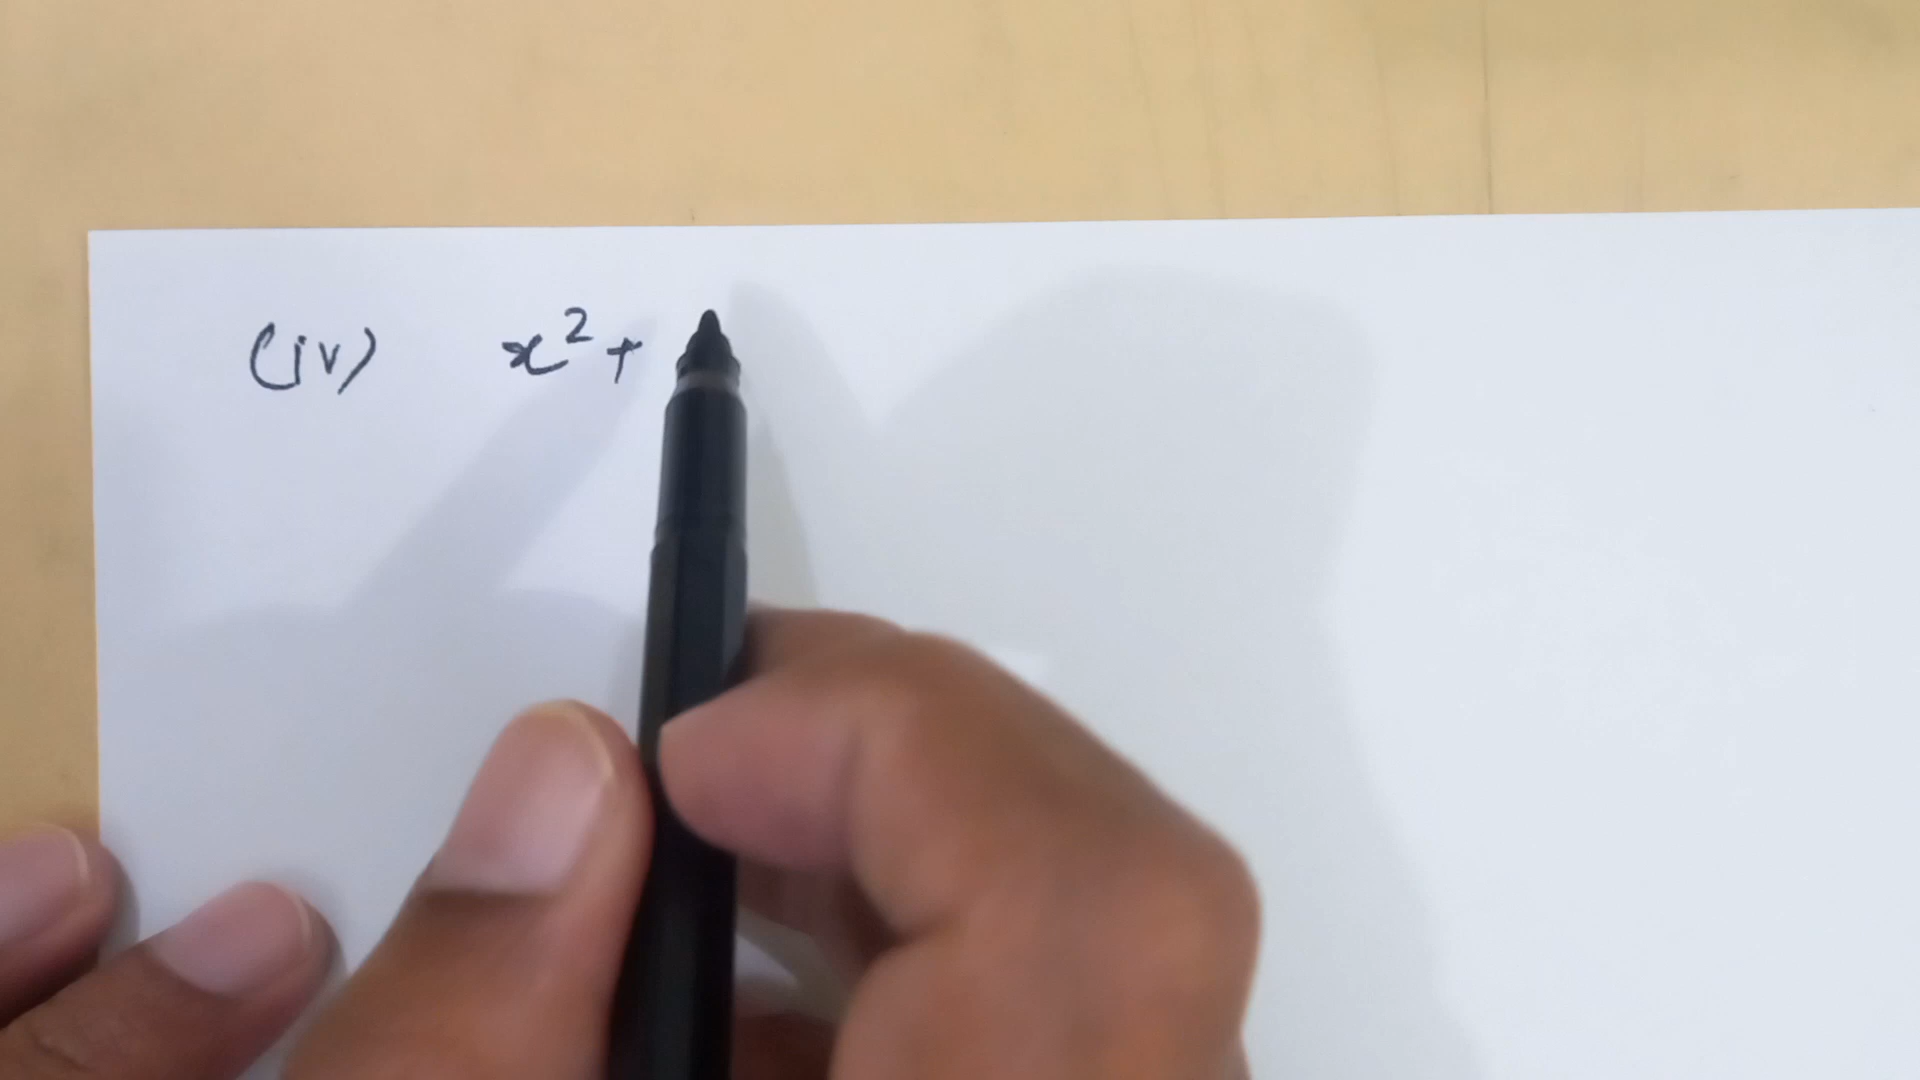 (iv) x² +